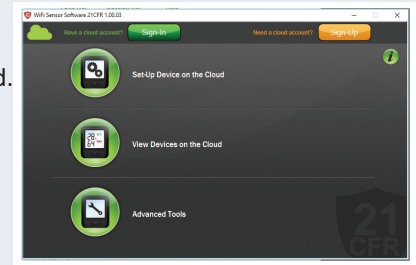 WiFi Sensor Software 21CFR 1.00.03
Have a cloud account? Sign-In Need a cloud account? Sign-Up
d.
Set-Up Device on the Cloud
View Devices on the Cloud
Advanced Tools
21
CFR